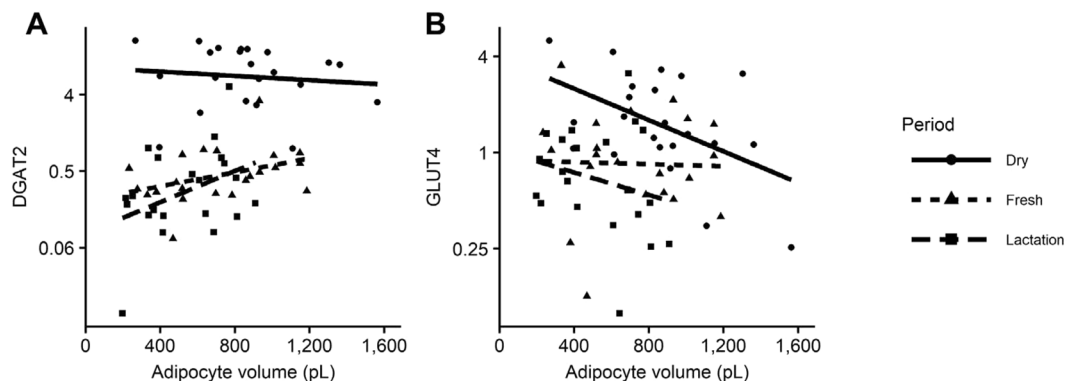 A
DGAT2
4
0.5
0.06
0
400
800
1,200
1,600
Adipocyte volume (pL)
B
GLUT4
4
1
0.25
0
400
800
1,200
1,600
Adipocyte volume (pL)
Period
Dry
Fresh
Lactation